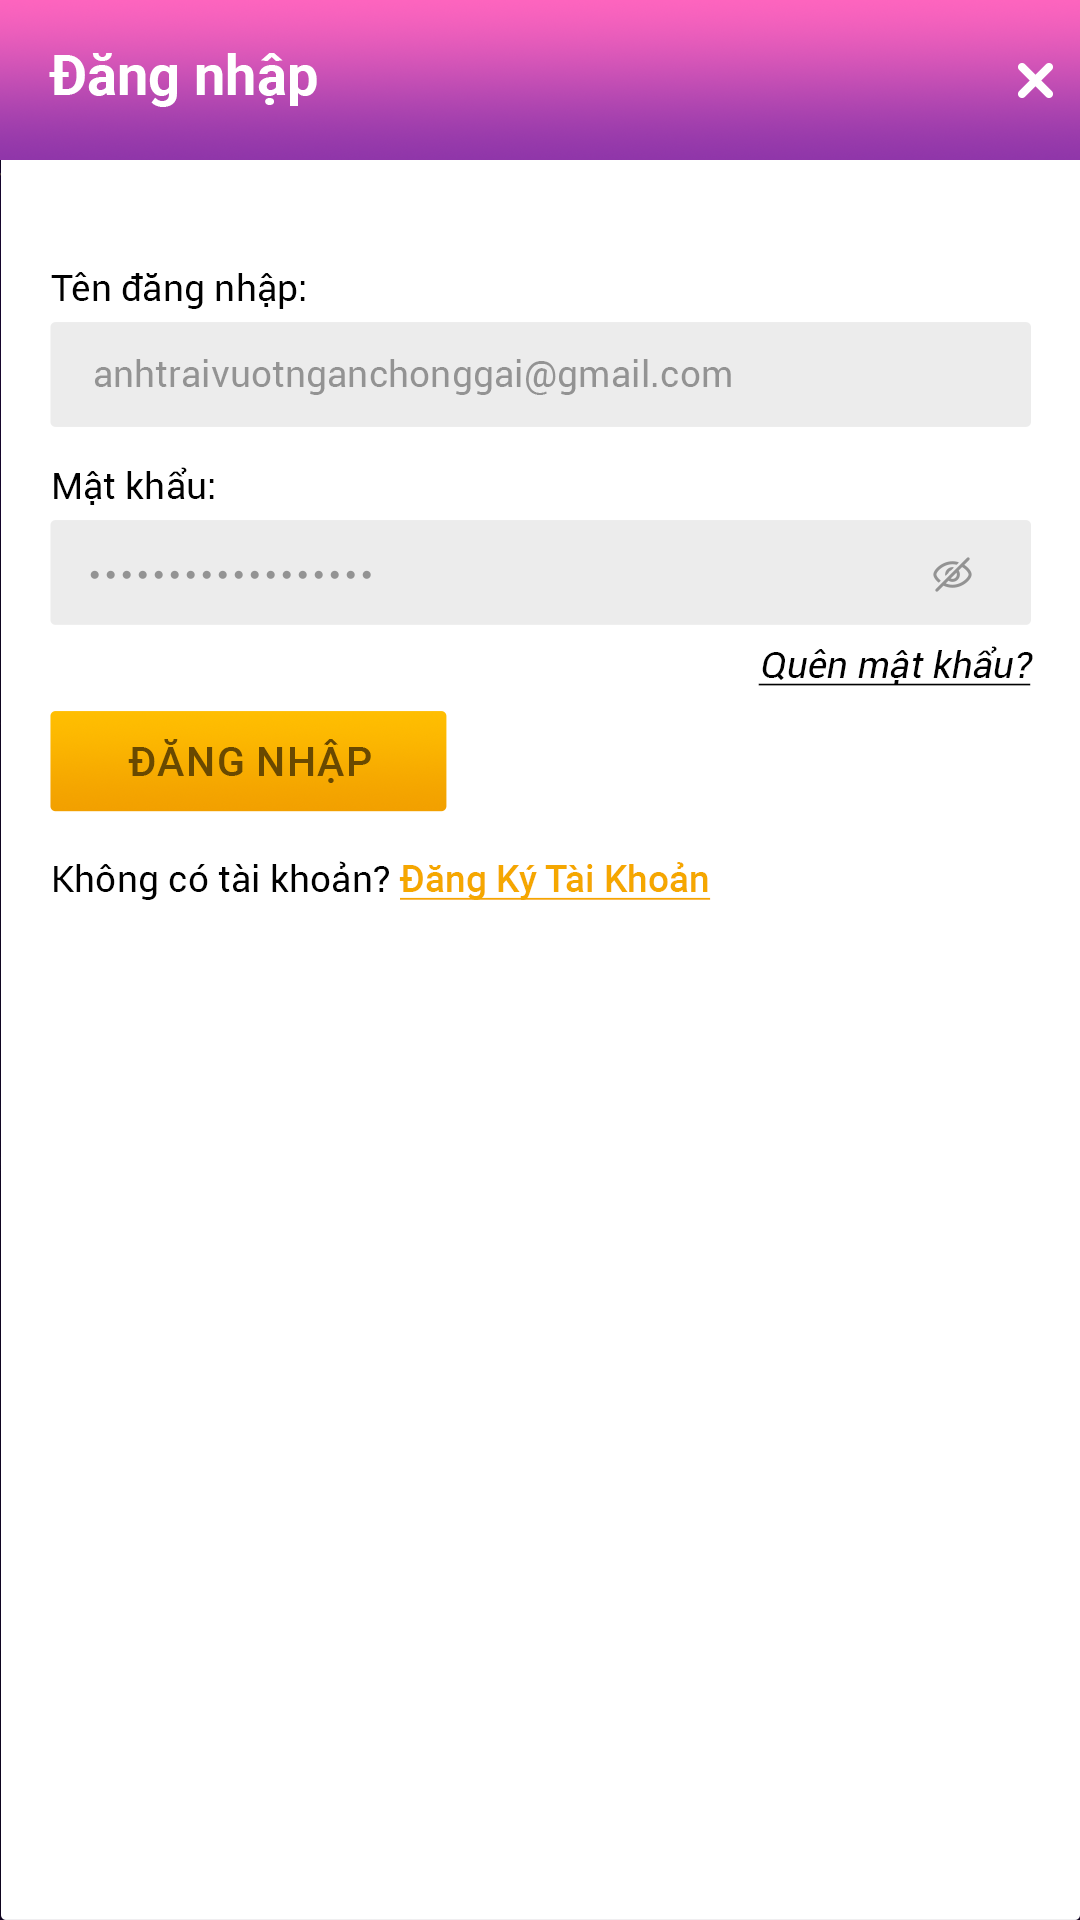 Đăng nhập
Tên đăng nhập:
anhtraivuotnganchonggai@gmail.com
Mật khẩu:
••••••••••••••••••
Quên mật khẩu?
ĐĂNG NHẬP
Không có tài khoản? Đăng Ký Tài Khoản